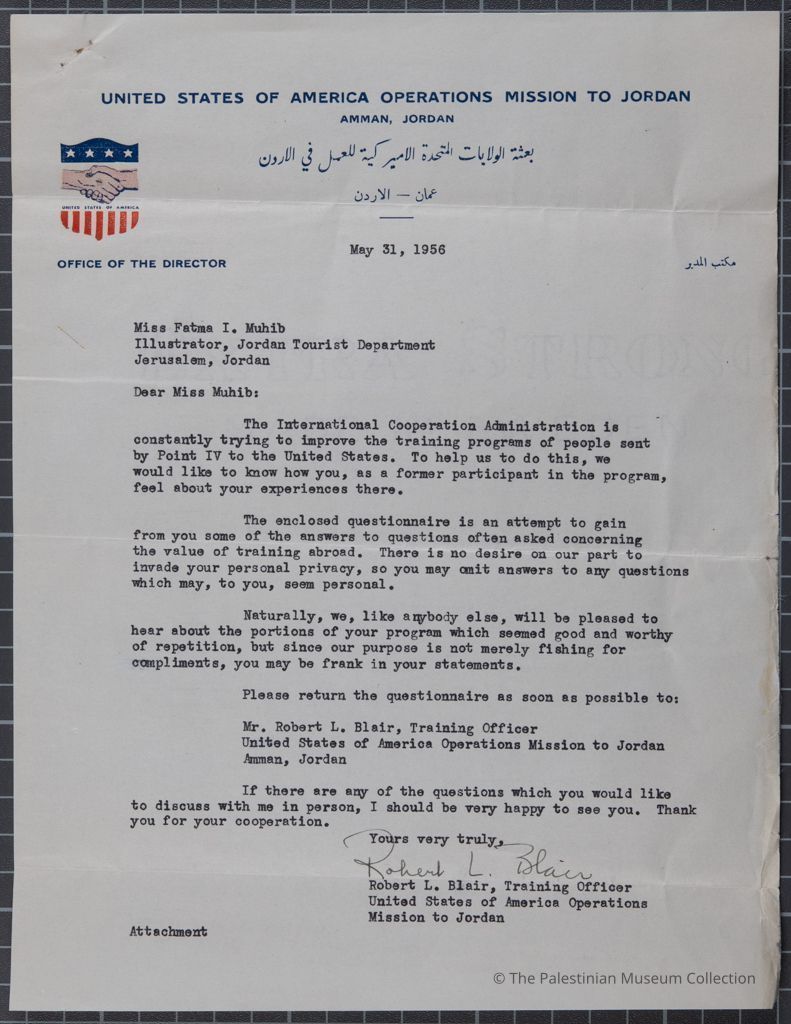 UNITED STATES OF AMERICA OPERATIONS MISSION TO JORDAN
AMMAN, JORDAN
بعثة الولايات المتحدة الاميركية للعمل في الاردن
عمان — الاردن
UNITED STATES OF AMERICA
May 31, 1956
OFFICE OF THE DIRECTOR
مكتب المدير
Miss Fatma I. Muhib
Illustrator, Jordan Tourist Department
Jerusalem, Jordan
Dear Miss Muhib:
The International Cooperation Administration is
constantly trying to improve the training programs of people sent
by Point IV to the United States. To help us to do this, we
would like to know how you, as a former participant in the program,
feel about your experiences there.
The enclosed questionnaire is an attempt to gain
from you some of the answers to questions often asked concerning
the value of training abroad. There is no desire on our part to
invade your personal privacy, so you may omit answers to any questions
which may, to you, seem personal.
Naturally, we, like anybody else, will be pleased to
hear about the portions of your program which seemed good and worthy
of repetition, but since our purpose is not merely fishing for
compliments, you may be frank in your statements.
Please return the questionnaire as soon as possible to:
Mr. Robert L. Blair, Training Officer
United States of America Operations Mission to Jordan
Amman, Jordan
If there are any of the questions which you would like
to discuss with me in person, I should be very happy to see you. Thank
you for your cooperation.
Yours very truly,
Robert L. Blair
Robert L. Blair, Training Officer
United States of America Operations
Mission to Jordan
Attachment
© The Palestinian Museum Collection